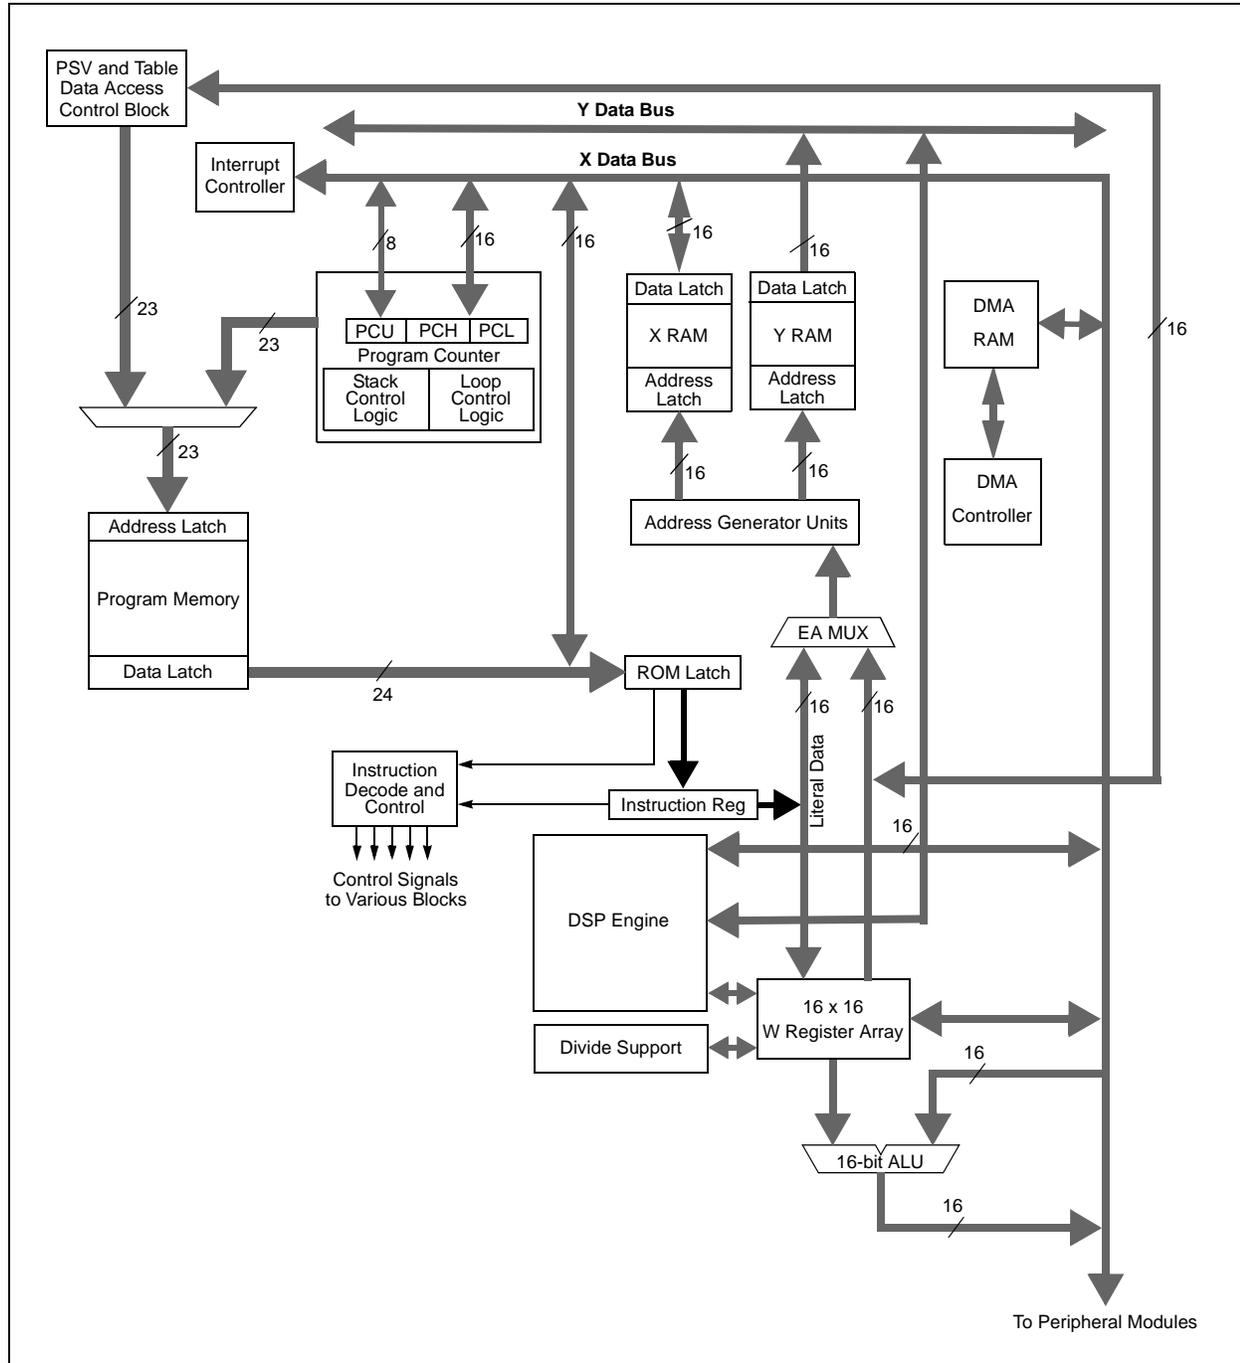 PSV and Table
Data Access
Control Block
Y Data Bus
X Data Bus
Interrupt
Controller
8
16
16
16
16
23
23
16
Data Latch
X RAM
Address
Latch
Data Latch
Y RAM
Address
Latch
DMA
RAM
PCU
PCH
PCL
Program Counter
Stack
Control
Logic
Loop
Control
Logic
23
16
16
DMA
Controller
Address Generator Units
Address Latch
Program Memory
Data Latch
24
EA MUX
ROM Latch
16
16
Literal Data
Instruction
Decode and
Control
Instruction Reg
Control Signals
to Various Blocks
16
DSP Engine
16 x 16
W Register Array
Divide Support
16
16-bit ALU
16
To Peripheral Modules